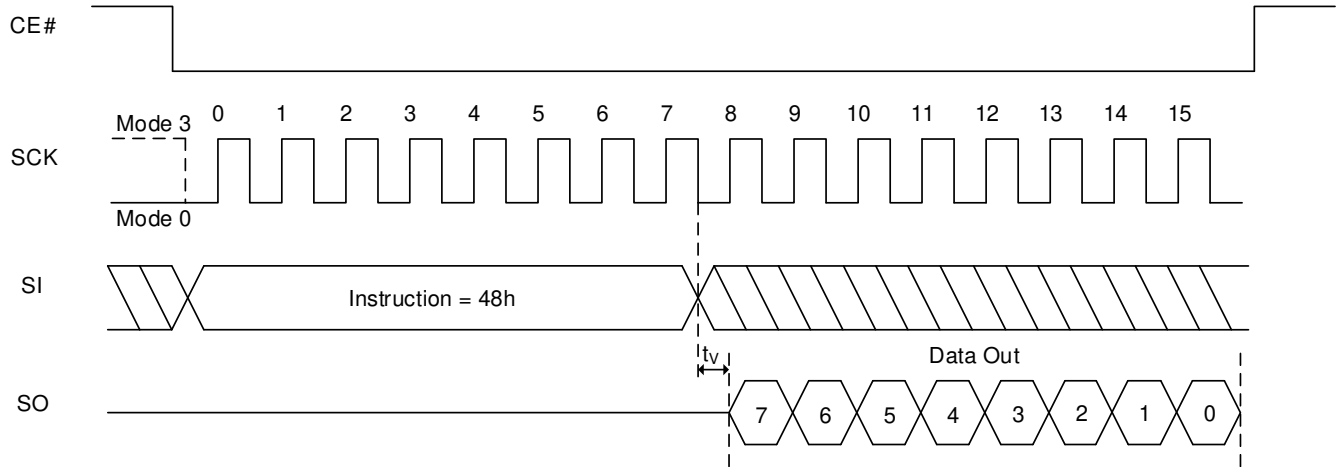 CE#
0 1 2 3 4 5 6 7 8 9 10 11 12 13 14 15
Mode 3
SCK
Mode 0
SI
Instruction = 48h
tV
Data Out
SO
7 6 5 4 3 2 1 0